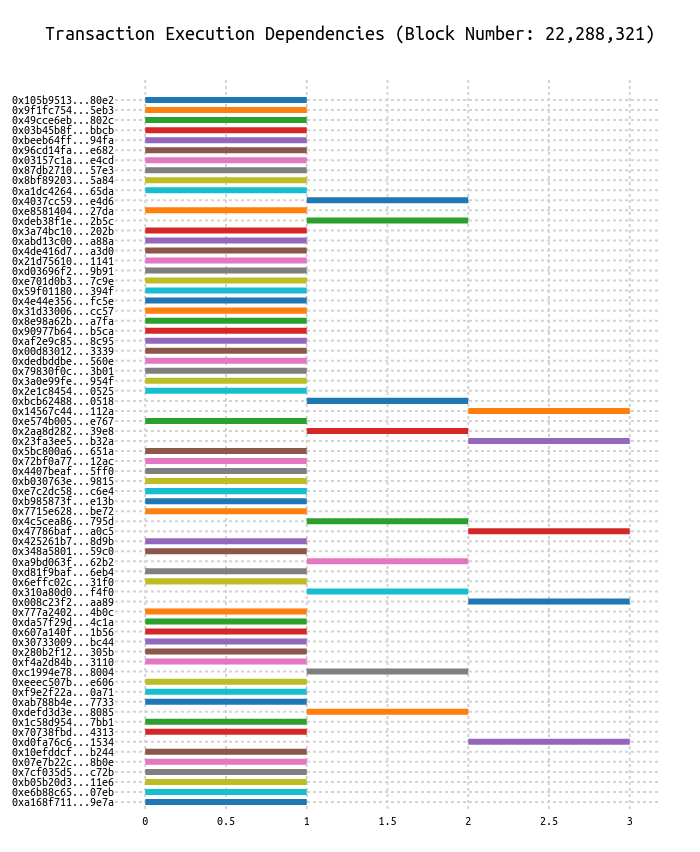 Transaction Execution Dependencies (Block Number: 22,288,321)
0x105b9513...80e2
0x9f1fc754...5eb3
0x49cce6eb...802c
0x03b45b8f...bbcb
0xbeeb64ff...94fa
0x96cd14fa...e682
0x03157c1a...e4cd
0x87db2710...57e3
0x8bf89203...5a84
0xa1dc4264...65da
0x4037cc59...e4d6
0xe8581404...27da
0xdeb38f1e...2b5c
0x3a74bc10...202b
0xabd13c00...a88a
0x4de416d7...a3d0
0x21d75610...1141
0xd03696f2...9b91
0xe701d0b3...7c9e
0x59f01180...394f
0x4e44e356...fc5e
0x31d33006...cc57
0x8e98a62b...a7fa
0x90977b64...b5ca
0xaf2e9c85...8c95
0x00d83012...3339
0xdedbddbe...560e
0x79830f0c...3b01
0x3a0e99fe...954f
0x2e1c8454...0525
0xbcb62488...0518
0x14567c44...112a
0xe574b005...e767
0x2aa8d282...39e8
0x23fa3ee5...b32a
0x5bc800a6...651a
0x72bf0a77...12ac
0x4407beaf...5ff0
0xb030763e...9815
0xe7c2dc58...c6e4
0xb985873f...e13b
0x7715e628...be72
0x4c5cea86...795d
0x47786baf...a0c5
0x425261b7...8d9b
0x348a5801...59c0
0xa9bd063f...62b2
0xd81f9baf...6eb4
0x6effc02c...31f0
0x310a80d0...f4f0
0x008c23f2...aa89
0x777a2402...4b0c
0xda57f29d...4c1a
0x607a140f...1b56
0x30733009...bc44
0x280b2f12...305b
0xf4a2d84b...3110
0xc1994e78...8004
0xeeec507b...e606
0xf9e2f22a...0a71
0xab788b4e...7733
0xdefd3d3e...8085
0x1c58d954...7bb1
0x70738fbd...4313
0xd0fa76c6...1534
0x10efddcf...b244
0x07e7b22c...8b0e
0x7cf035d5...c72b
0xb05b20d3...11e6
0xe6b88c65...07eb
0xa168f711...9e7a
0 0.5 1 1.5 2 2.5 3